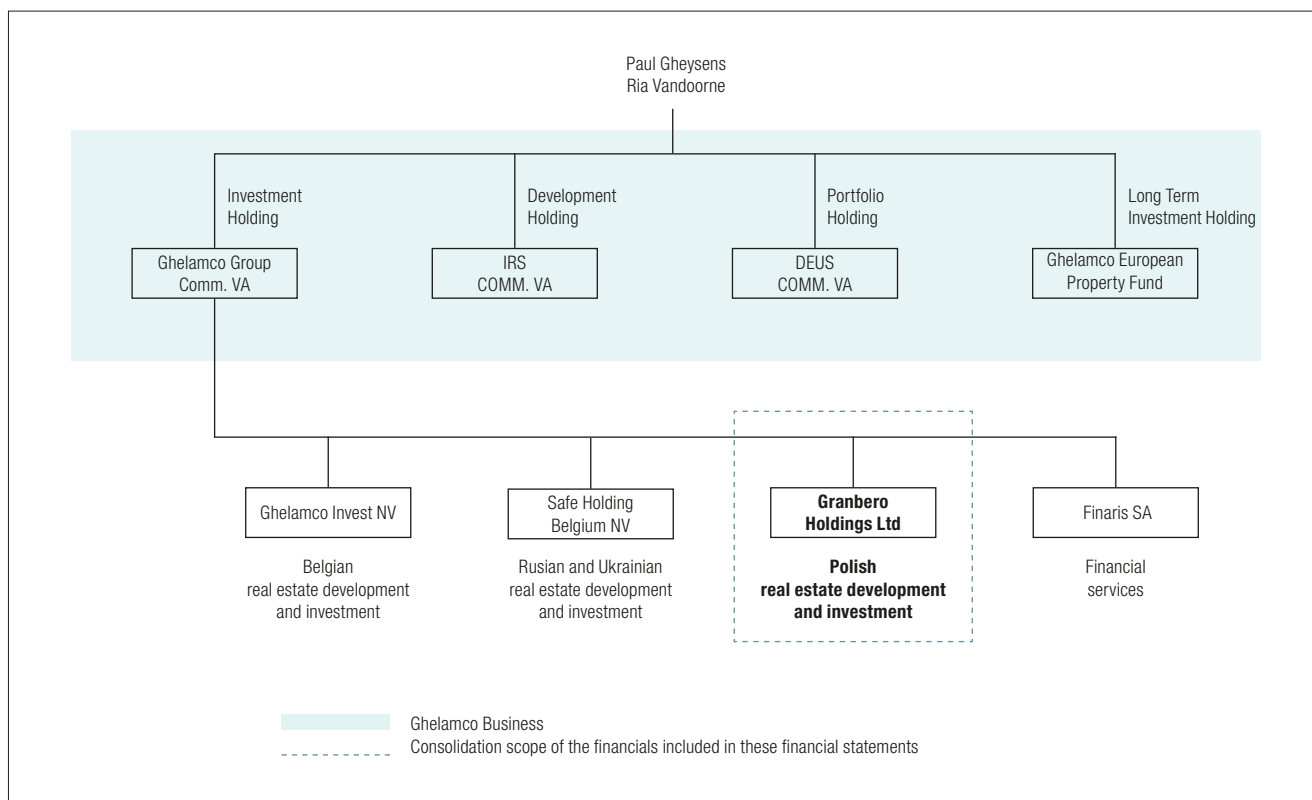 Paul Gheysens
Ria Vandoorne
Investment
Holding
Development
Holding
Portfolio
Holding
Long Term
Investment Holding
Ghelamco Group
Comm. VA
IRS
COMM. VA
DEUS
COMM. VA
Ghelamco European
Property Fund
Ghelamco Invest NV
Safe Holding
Belgium NV
Granbero
Holdings Ltd
Finaris SA
Belgian
real estate development
and investment
Rusian and Ukrainian
real estate development
and investment
Polish
real estate development
and investment
Financial
services
Ghelamco Business
Consolidation scope of the financials included in these financial statements